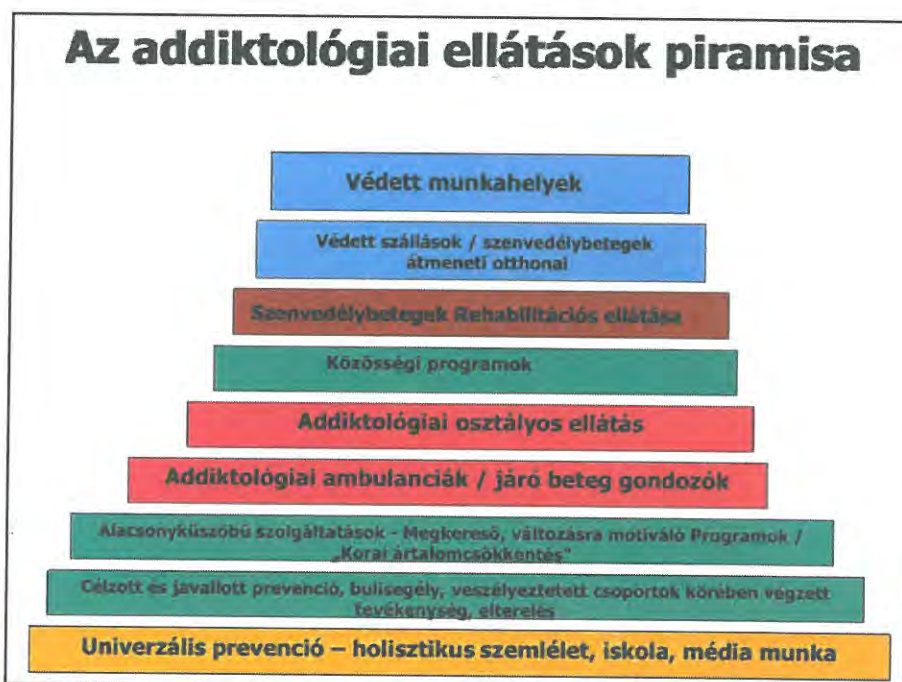 Az addiktológiai ellátások piramisa
Védett munkahelyek
Védett szállások / szenvedélybetegek
átmeneti otthonai
Szenvedélybetegek Rehabilitációs ellátása
Közösségi programok
Addiktológiai osztályos ellátás
Addiktológiai ambulanciák / járó beteg gondozók
Alacsonyküszöbű szolgáltatások - Megkereső, változásra motiváló Programok /
„Korai ártalomcsökkentés"
Célzott és javallott prevenció, bulisegély, veszélyeztetett csoportok körében végzett
tevékenység, elterelés
Univerzális prevenció – holisztikus szemlélet, iskola, média munka